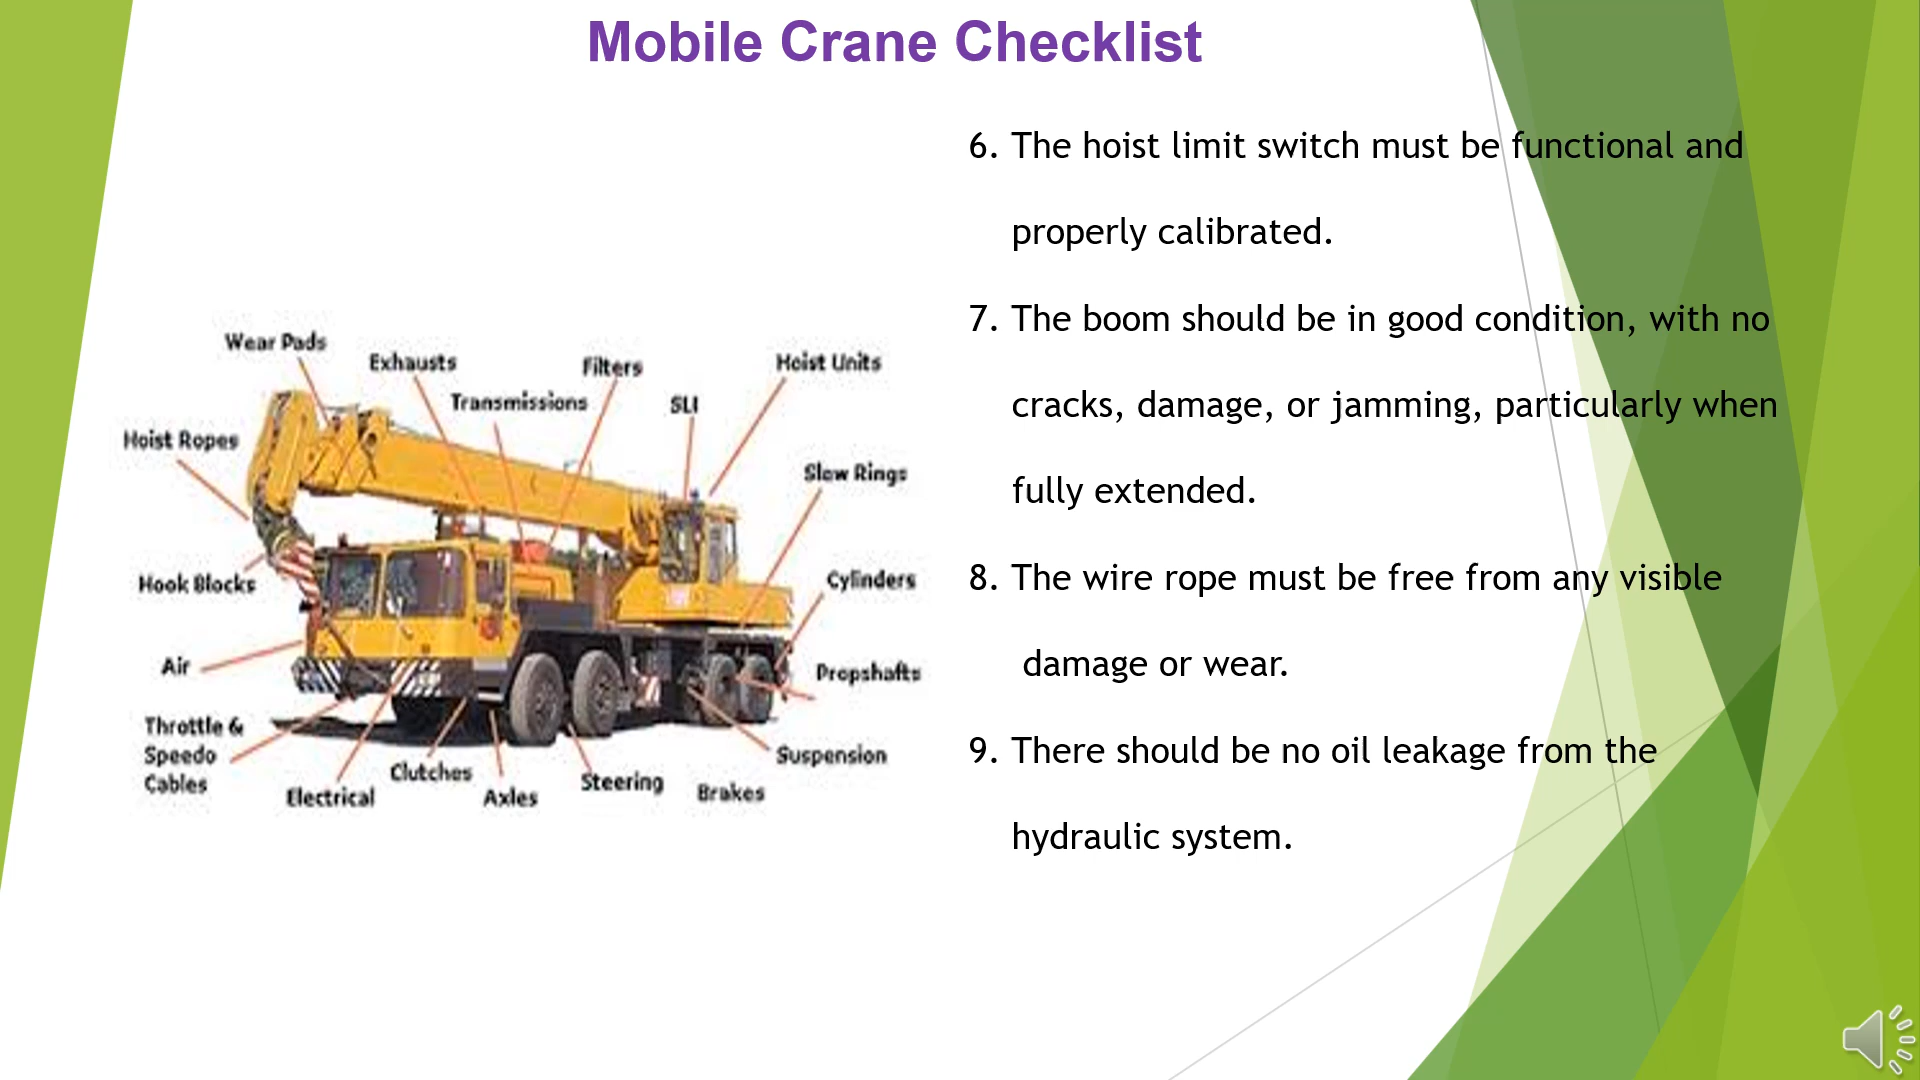 Mobile Crane Checklist
6. The hoist limit switch must be functional and
properly calibrated.
7. The boom should be in good condition, with no
cracks, damage, or jamming, particularly when
fully extended.
8. The wire rope must be free from any visible
damage or wear.
9. There should be no oil leakage from the
hydraulic system.
Wear Pads
Exhausts
Filters
Hoist Units
Transmissions
SLI
Hoist Ropes
Slew Rings
Hook Blocks
Cylinders
Air
Propshafts
Throttle &
Speedo
Cables
Suspension
Clutches
Electrical
Axles
Steering
Brakes